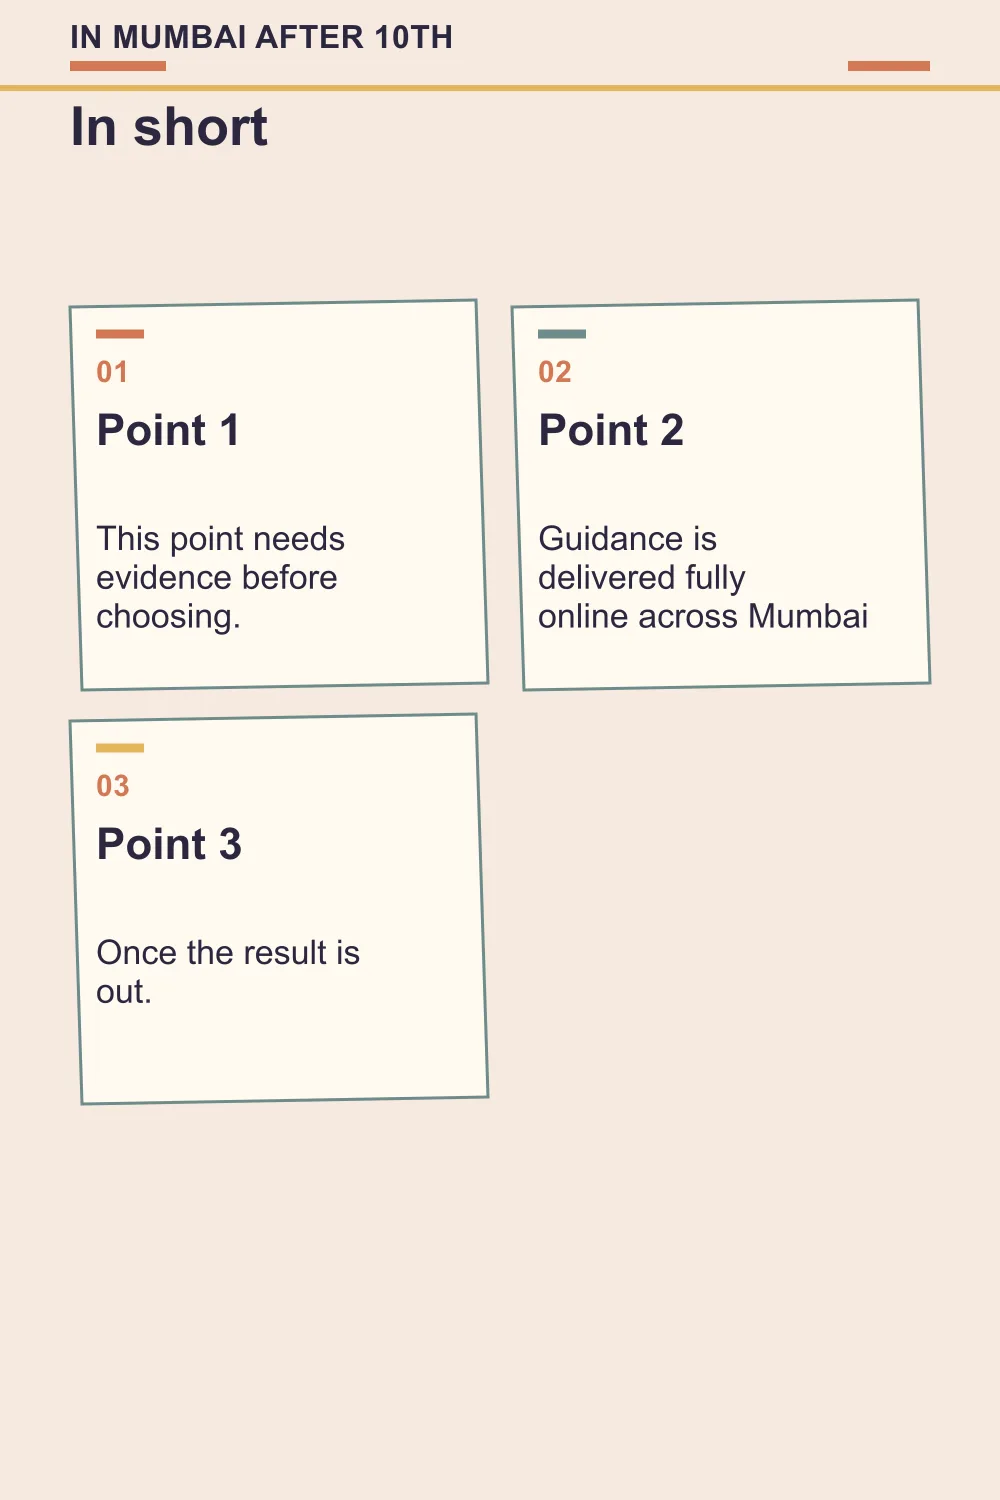 IN MUMBAI AFTER 10TH
In short
01
Point 1
This point needs
evidence before
choosing.
02
Point 2
Guidance is
delivered fully
online across Mumbai
03
Point 3
Once the result is
out.